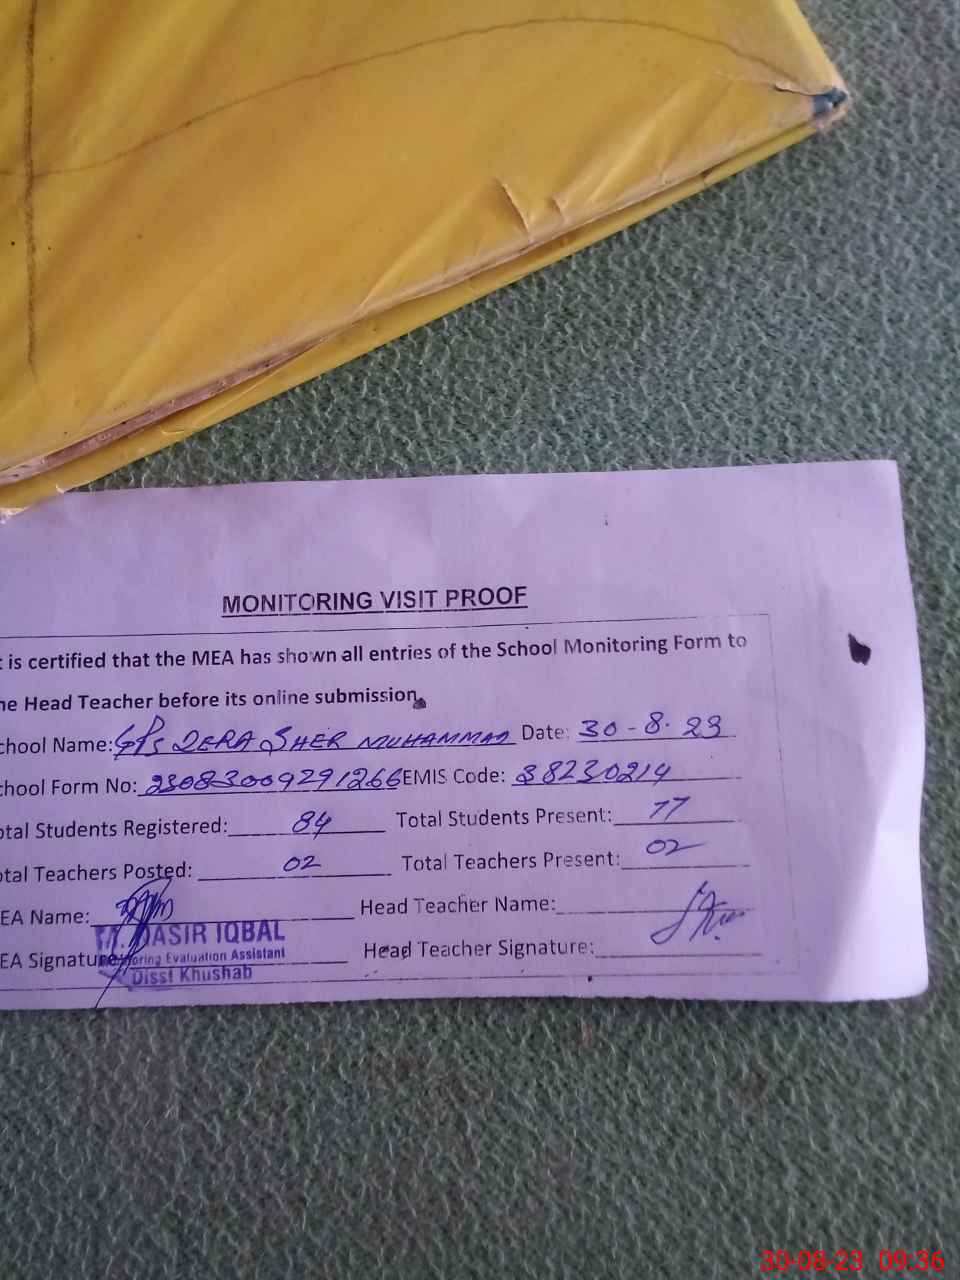 MONITORING VISIT PROOF
t is certified that the MEA has shown all entries of the School Monitoring Form to
he Head Teacher before its online submission.
chool Name: GPS DERA SHER MUHAMMAD Date: 30-8-23
chool Form No: 23083009291266 EMIS Code: 38230214
otal Students Registered: 84 Total Students Present: 77
otal Teachers Posted: 02 Total Teachers Present: 02
EA Name: Head Teacher Name:
IQBAL
EA Signature: Head Teacher Signature:
oring Evaluation Assistant
Disst Khushab
30-08-23 09:36